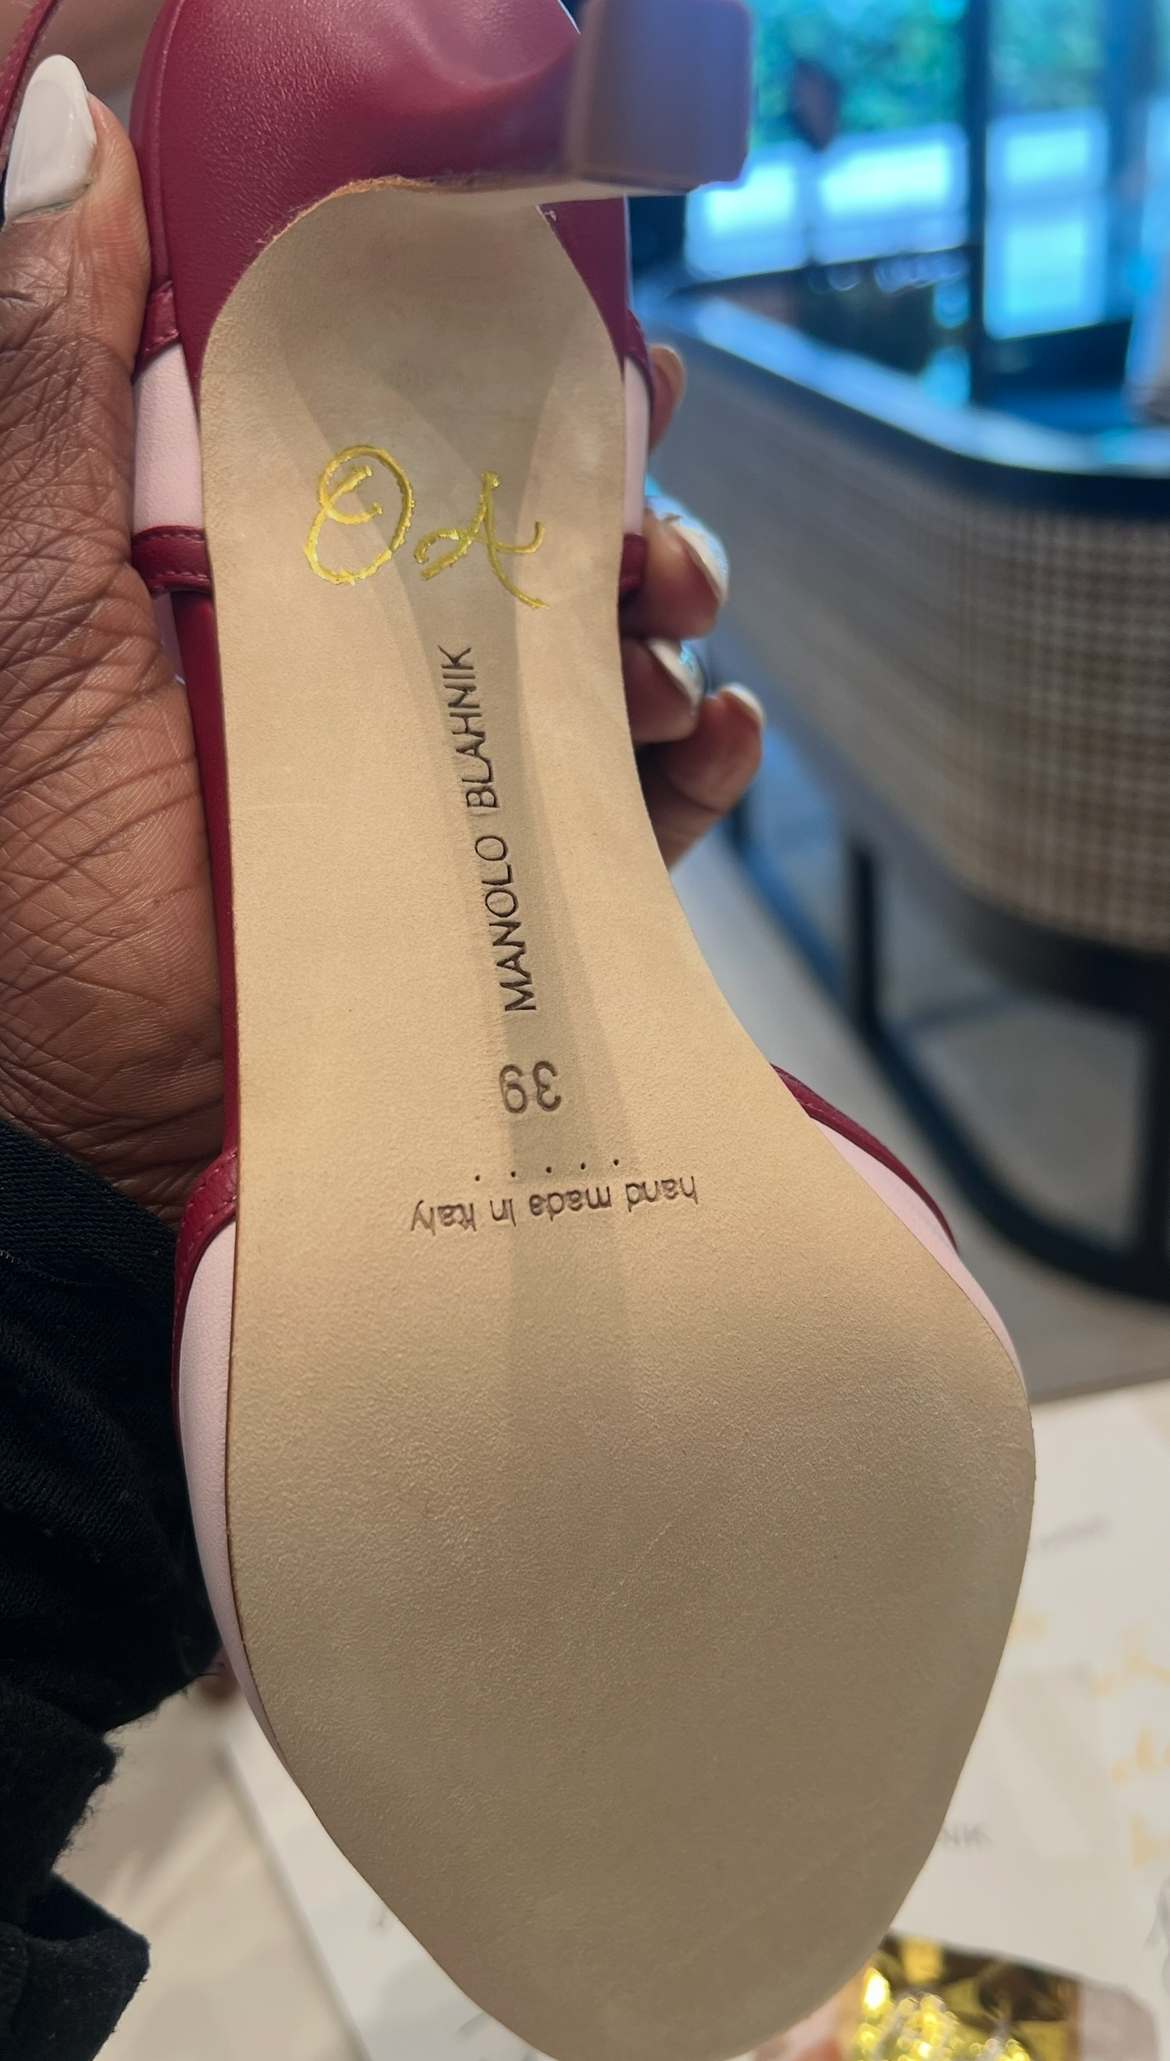 OA
MANOLO BLAHNIK
39
hand made in Italy